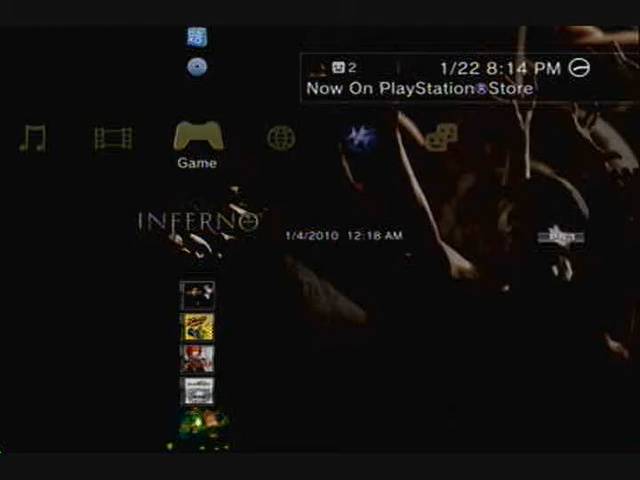 2
1/22 8:14 PM
Now On PlayStation®Store
Game
INFERNO
1/4/2010 12:18 AM